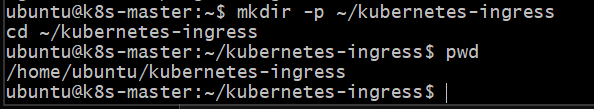 ubuntu@k8s-master:~$ mkdir -p ~/kubernetes-ingress
cd ~/kubernetes-ingress
ubuntu@k8s-master:~/kubernetes-ingress$ pwd
/home/ubuntu/kubernetes-ingress
ubuntu@k8s-master:~/kubernetes-ingress$